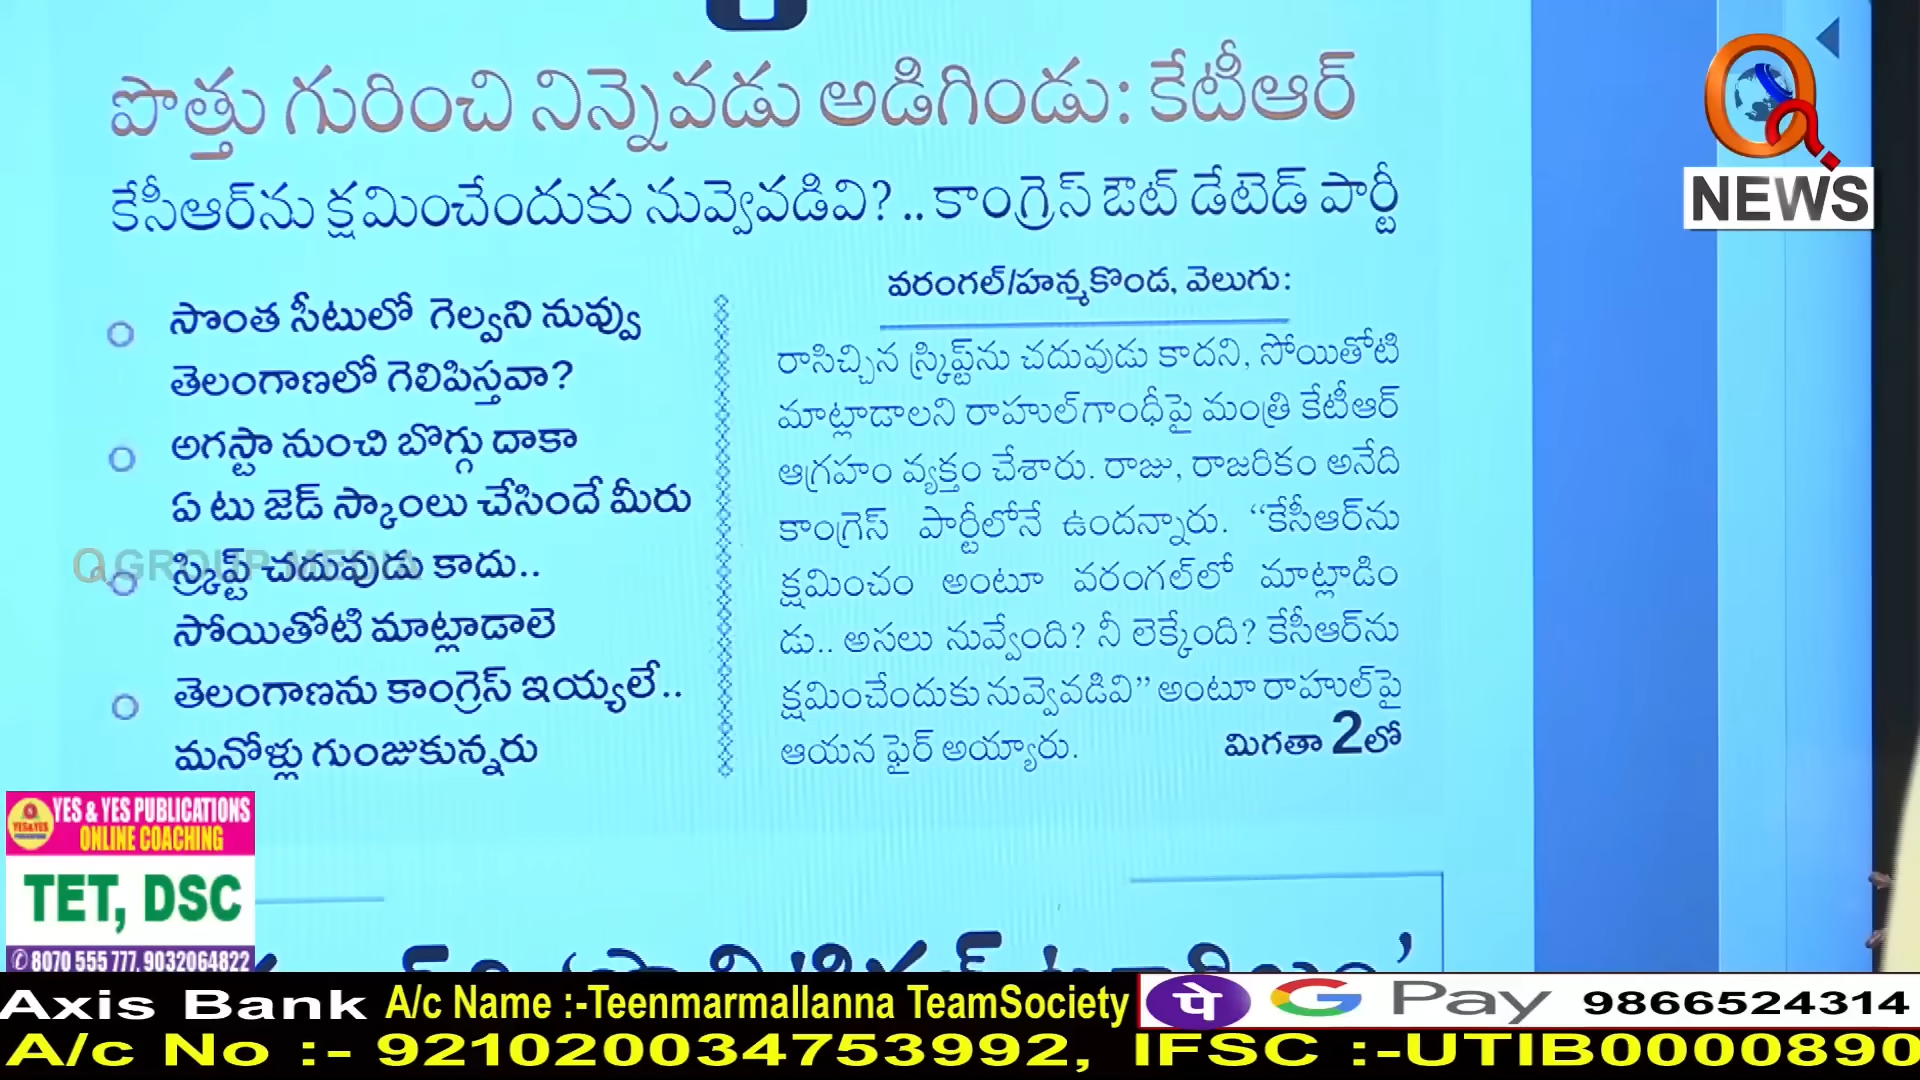 పొత్తు గురించి నిన్నెవడు అడిగిండు: కేటీఆర్
కేసీఆర్‌ను క్షమించేందుకు నువ్వెవడివి?.. కాంగ్రెస్ ఔట్ డేటెడ్ పార్టీ
సొంత సీటులో గెల్వని నువ్వు
తెలంగాణలో గెలిపిస్తవా?
అగస్టా నుంచి బొగ్గు దాకా
ఏ టు జెడ్ స్కాంలు చేసిందే మీరు
స్క్రిప్ట్ చదువుడు కాదు..
సోయితోటి మాట్లాడాలె
తెలంగాణను కాంగ్రెస్ ఇయ్యలే..
మనోళ్లు గుంజుకున్నరు
వరంగల్/హన్మకొండ, వెలుగు:
రాసిచ్చిన స్క్రిప్ట్‌ను చదువుడు కాదని, సోయితోటి
మాట్లాడాలని రాహుల్‌గాంధీపై మంత్రి కేటీఆర్
ఆగ్రహం వ్యక్తం చేశారు. రాజు, రాజరికం అనేది
కాంగ్రెస్ పార్టీలోనే ఉందన్నారు. ‘‘కేసీఆర్‌ను
క్షమించం అంటూ వరంగల్‌లో మాట్లాడిం
డు.. అసలు నువ్వేంది? నీ లెక్కేంది? కేసీఆర్‌ను
క్షమించేందుకు నువ్వెవడివి’’ అంటూ రాహుల్‌పై
ఆయన ఫైర్ అయ్యారు.
మిగతా 2లో
Q GROUP MEDIA
Q NEWS
YES & YES PUBLICATIONS
ONLINE COACHING
TET, DSC
8070 555 777, 9032064822
Axis Bank A/c Name :-Teenmarmallanna TeamSociety
पे G Pay 9866524314
A/c No :- 921020034753992, IFSC :-UTIB0000890